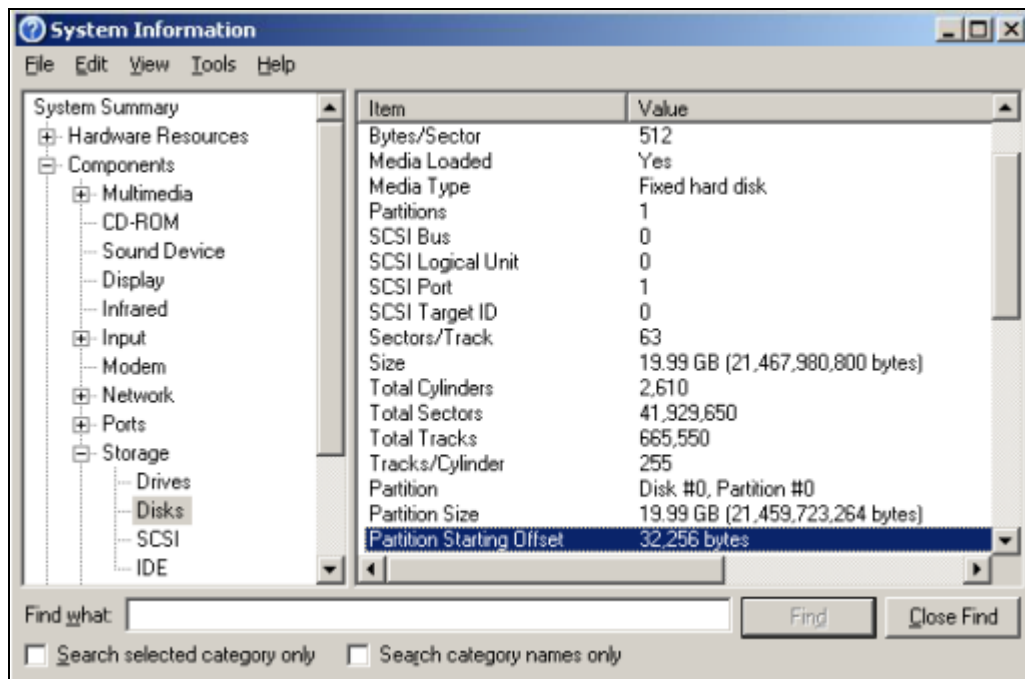 System Information
File Edit View Tools Help
System Summary
Hardware Resources
Components
Multimedia
CD-ROM
Sound Device
Display
Infrared
Input
Modem
Network
Ports
Storage
Drives
Disks
SCSI
IDE
Item Value
Bytes/Sector 512
Media Loaded Yes
Media Type Fixed hard disk
Partitions 1
SCSI Bus 0
SCSI Logical Unit 0
SCSI Port 1
SCSI Target ID 0
Sectors/Track 63
Size 19.99 GB (21,467,980,800 bytes)
Total Cylinders 2,610
Total Sectors 41,929,650
Total Tracks 665,550
Tracks/Cylinder 255
Partition Disk #0, Partition #0
Partition Size 19.99 GB (21,459,723,264 bytes)
Partition Starting Offset 32,256 bytes
Find what: Find Close Find
Search selected category only Search category names only